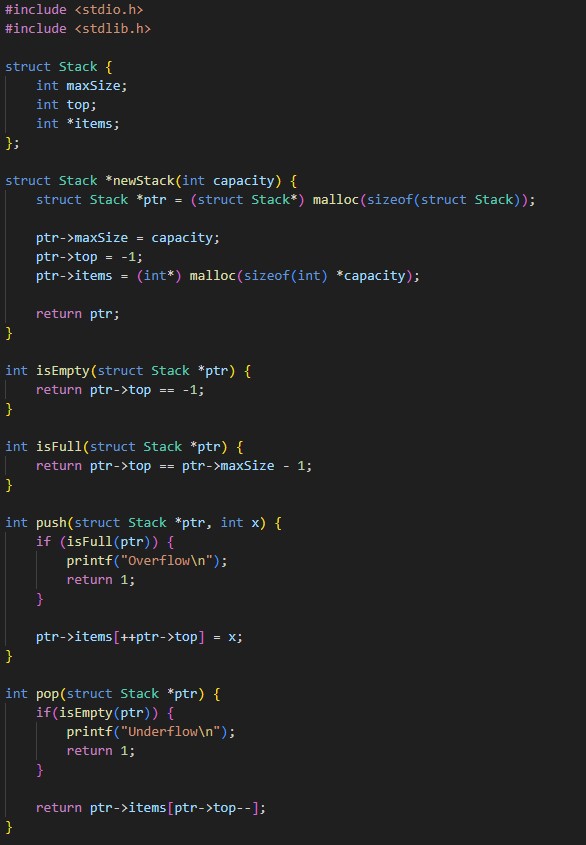 #include <stdio.h>
#include <stdlib.h>

struct Stack {
    int maxSize;
    int top;
    int *items;
};

struct Stack *newStack(int capacity) {
    struct Stack *ptr = (struct Stack*) malloc(sizeof(struct Stack));

    ptr->maxSize = capacity;
    ptr->top = -1;
    ptr->items = (int*) malloc(sizeof(int) *capacity);

    return ptr;
}

int isEmpty(struct Stack *ptr) {
    return ptr->top == -1;
}

int isFull(struct Stack *ptr) {
    return ptr->top == ptr->maxSize - 1;
}

int push(struct Stack *ptr, int x) {
    if (isFull(ptr)) {
        printf("Overflow\n");
        return 1;
    }

    ptr->items[++ptr->top] = x;
}

int pop(struct Stack *ptr) {
    if(isEmpty(ptr)) {
        printf("Underflow\n");
        return 1;
    }

    return ptr->items[ptr->top--];
}